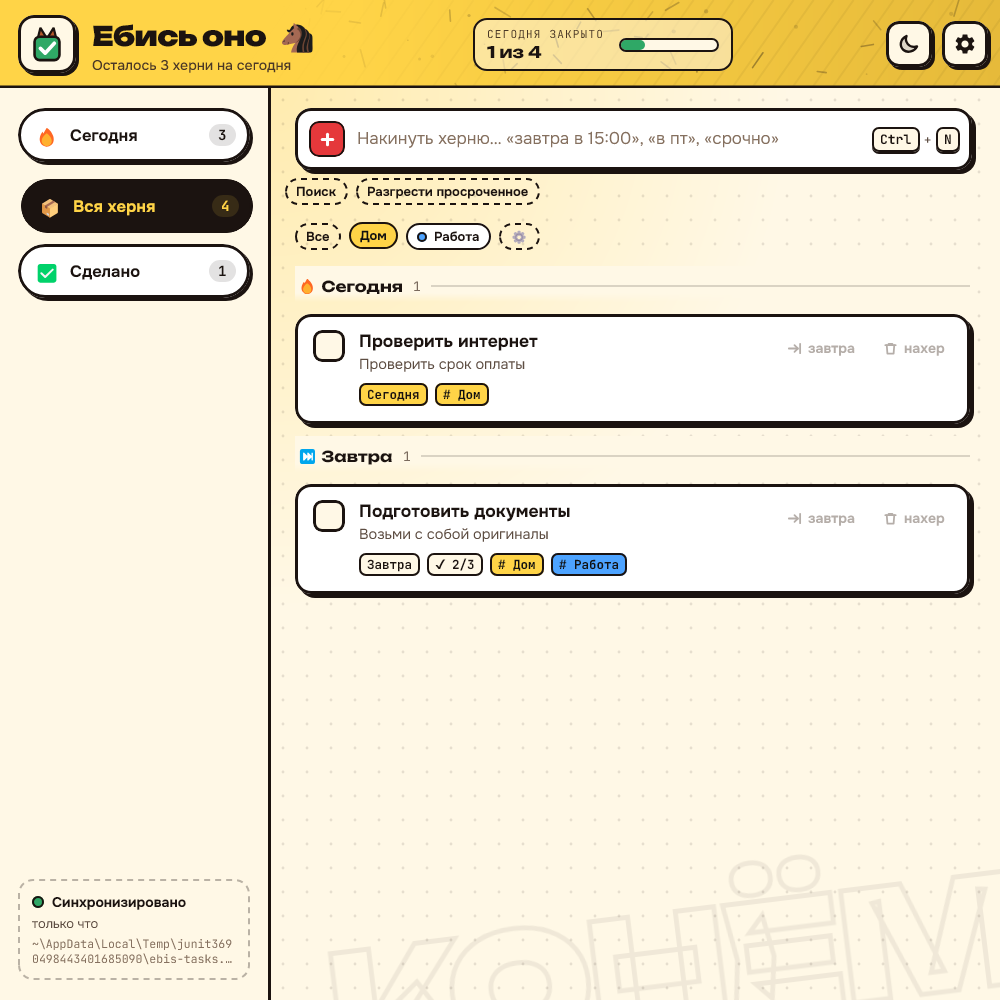 Ебись оно
Осталось 3 херни на сегодня
СЕГОДНЯ ЗАКРЫТО
1 из 4
Сегодня 3
Вся херня 4
Сделано 1
Накинуть херню... «завтра в 15:00», «в пт», «срочно»
Ctrl + N
Поиск
Разгрести просроченное
Все
Дом
Работа
Сегодня 1
Проверить интернет
завтра
нахер
Проверить срок оплаты
Сегодня
# Дом
Завтра 1
Подготовить документы
завтра
нахер
Возьми с собой оригиналы
Завтра
✓ 2/3
# Дом
# Работа
Синхронизировано
только что
~\AppData\Local\Temp\junit369
0498443401685090\ebis-tasks.…
КОНЁМ